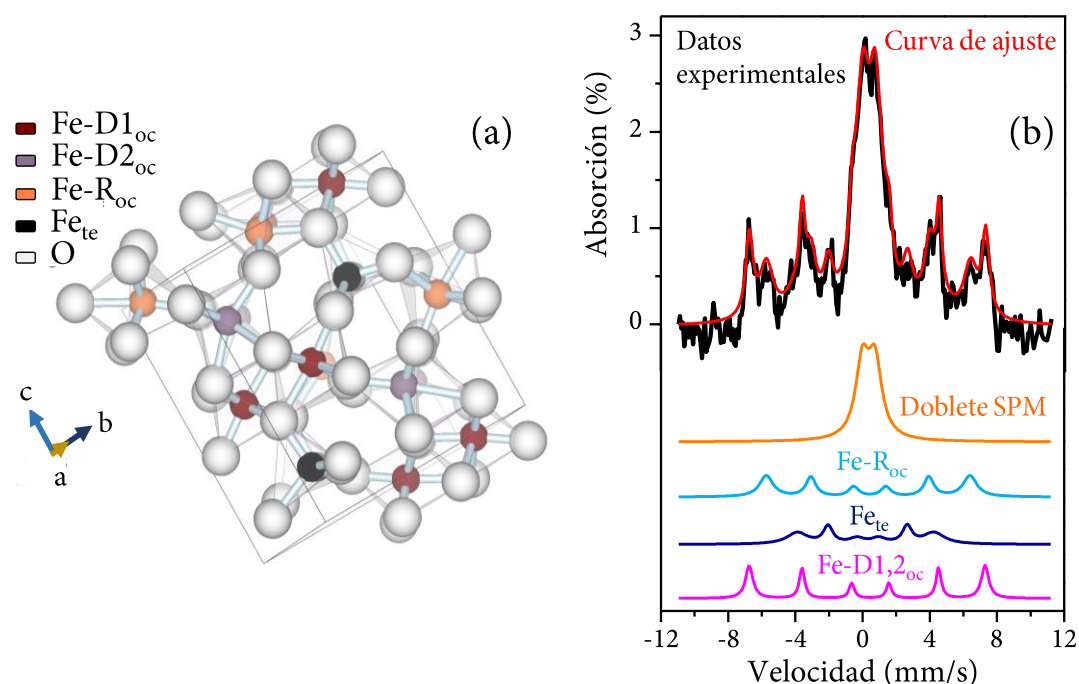 (a)
Fe-D1oc
Fe-D2oc
Fe-Roc
Fete
O
c
b
a
(b)
Datos
experimentales
Curva de ajuste
Absorción (%)
3
2
1
0
Doblete SPM
Fe-Roc
Fete
Fe-D1,2oc
-12 -8 -4 0 4 8 12
Velocidad (mm/s)